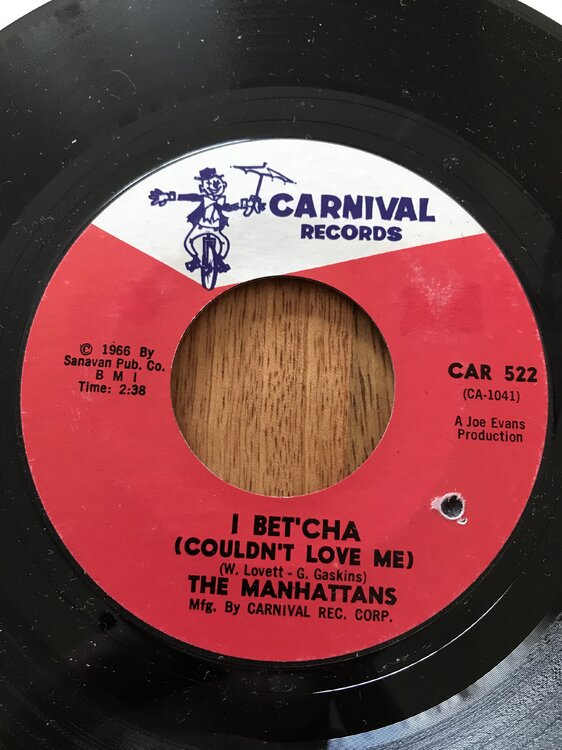 CARNIVAL
RECORDS
© 1966 By
Sanavan Pub. Co.
B M I
Time: 2:38
CAR 522
(CA-1041)
A Joe Evans
Production
I BET'CHA
(COULDN'T LOVE ME)
(W. Lovett - G. Gaskins)
THE MANHATTANS
Mfg. By CARNIVAL REC. CORP.